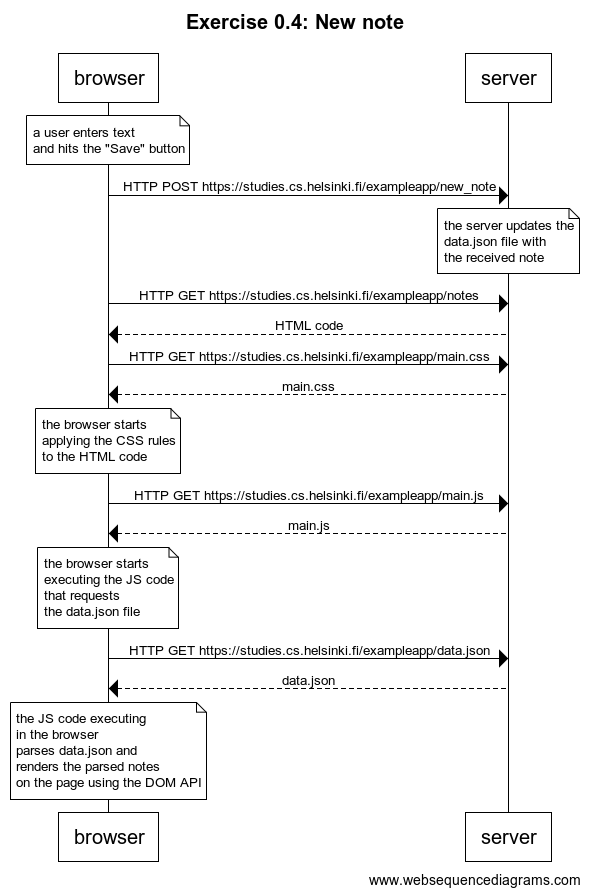 Exercise 0.4: New note
browser
server
a user enters text
and hits the "Save" button
HTTP POST https://studies.cs.helsinki.fi/exampleapp/new_note
the server updates the
data.json file with
the received note
HTTP GET https://studies.cs.helsinki.fi/exampleapp/notes
HTML code
HTTP GET https://studies.cs.helsinki.fi/exampleapp/main.css
main.css
the browser starts
applying the CSS rules
to the HTML code
HTTP GET https://studies.cs.helsinki.fi/exampleapp/main.js
main.js
the browser starts
executing the JS code
that requests
the data.json file
HTTP GET https://studies.cs.helsinki.fi/exampleapp/data.json
data.json
the JS code executing
in the browser
parses data.json and
renders the parsed notes
on the page using the DOM API
browser
server
www.websequencediagrams.com